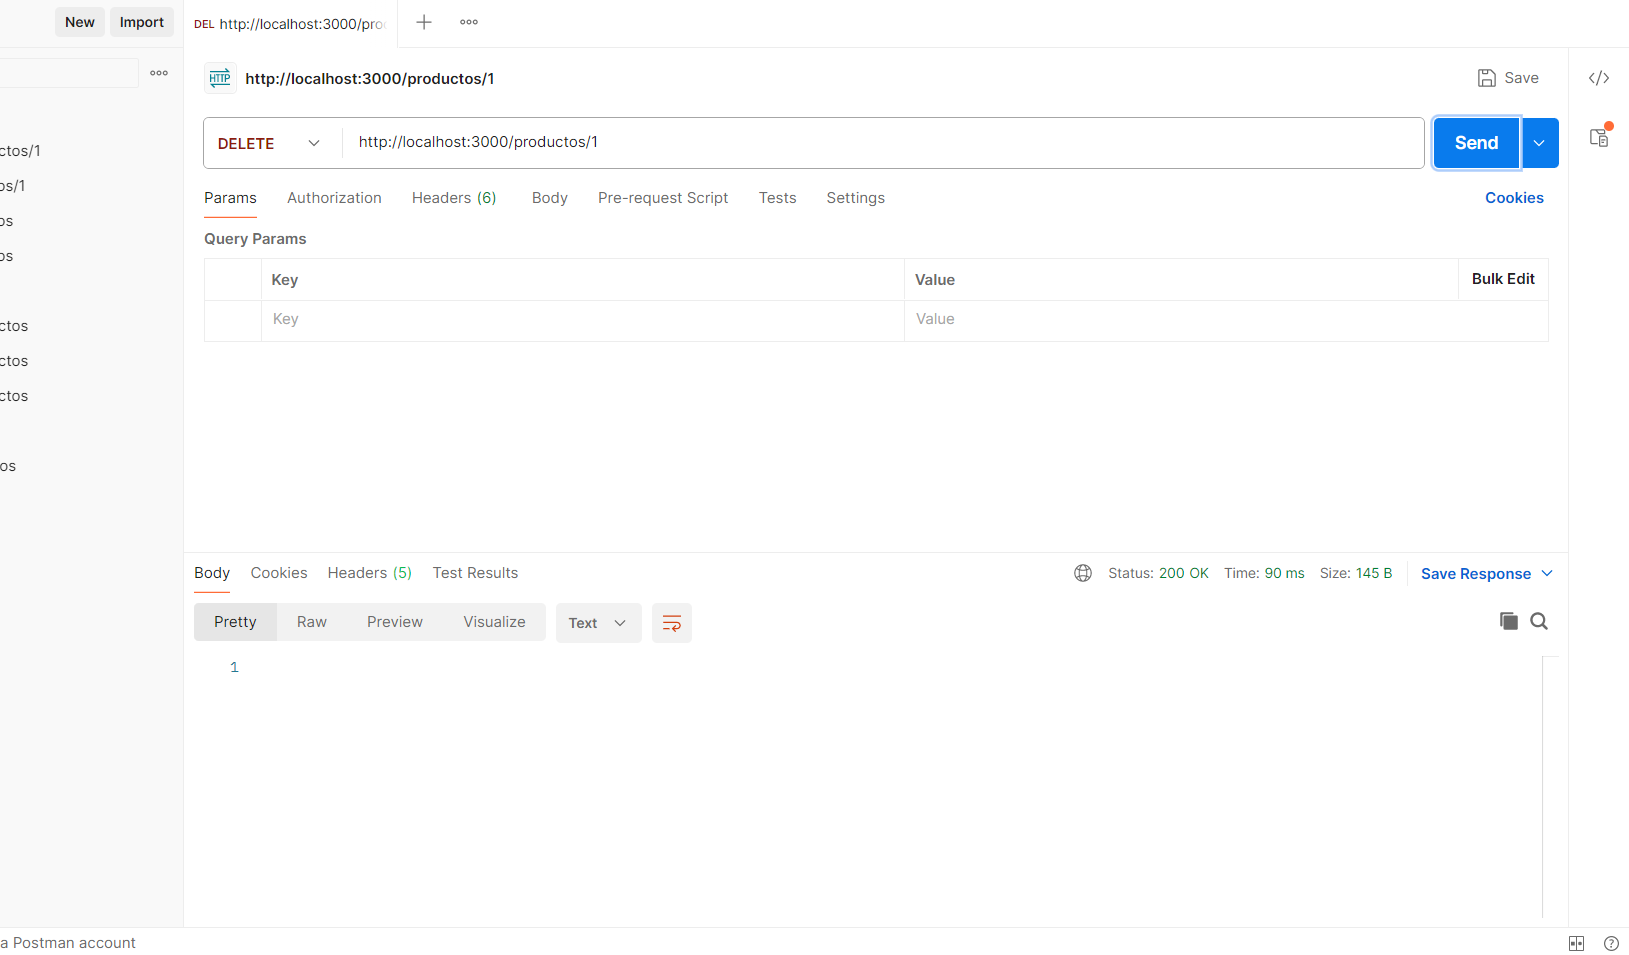 New Import DEL http://localhost:3000/pro
HTTP http://localhost:3000/productos/1 Save
DELETE http://localhost:3000/productos/1 Send
ctos/1
os/1
os
os
ctos
ctos
ctos
os
Params Authorization Headers (6) Body Pre-request Script Tests Settings Cookies
Query Params
Key Value Bulk Edit
Key Value
Body Cookies Headers (5) Test Results Status: 200 OK Time: 90 ms Size: 145 B Save Response
Pretty Raw Preview Visualize Text
1
a Postman account